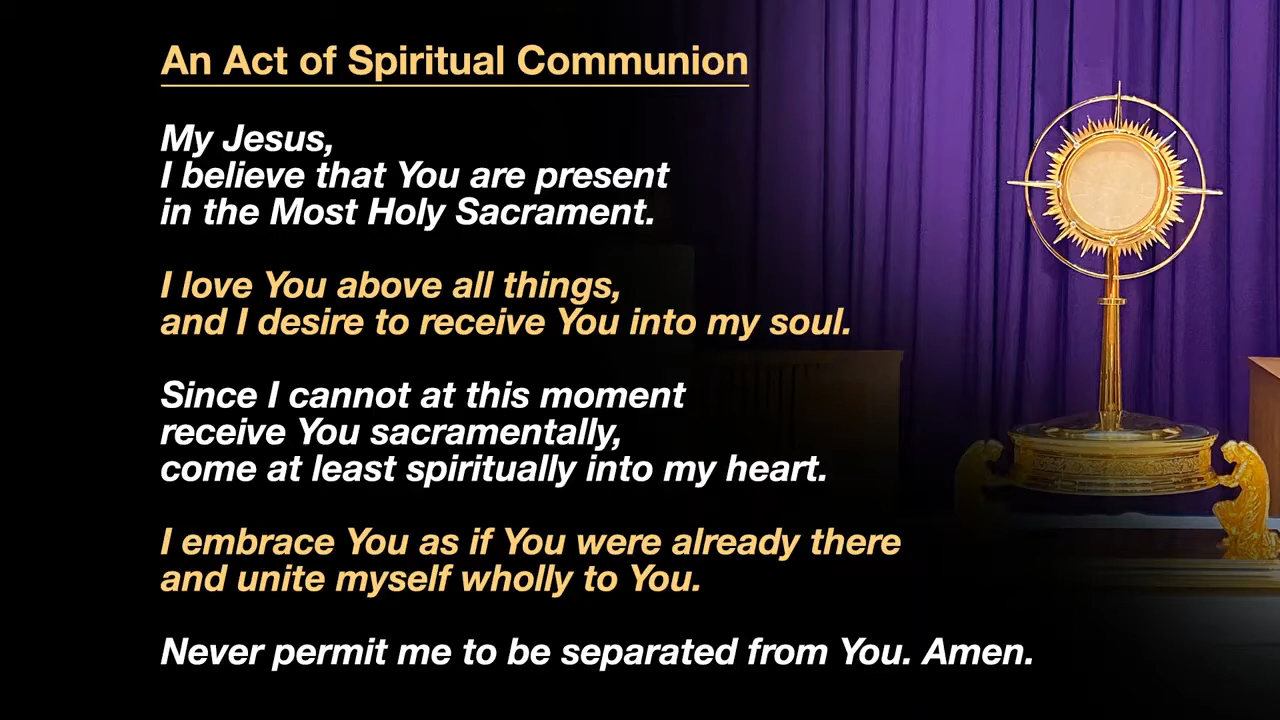 An Act of Spiritual Communion
My Jesus,
I believe that You are present
in the Most Holy Sacrament.
I love You above all things,
and I desire to receive You into my soul.
Since I cannot at this moment
receive You sacramentally,
come at least spiritually into my heart.
I embrace You as if You were already there
and unite myself wholly to You.
Never permit me to be separated from You. Amen.